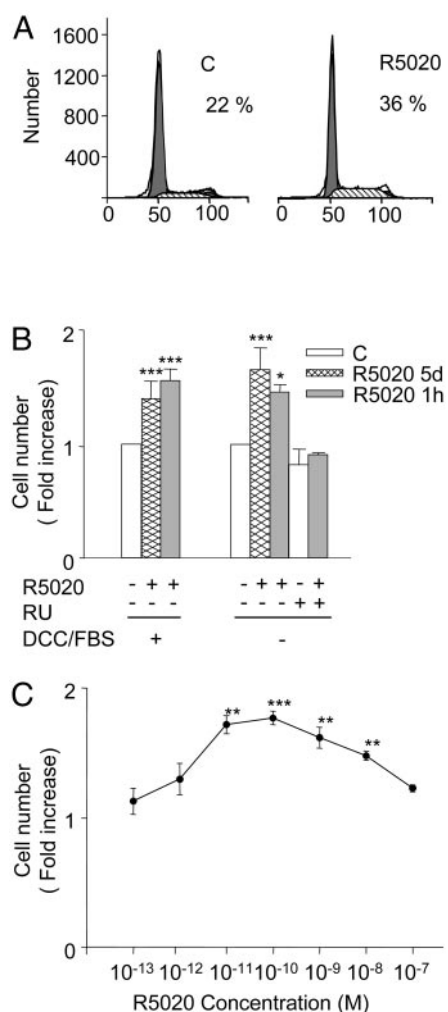 A
Number
1600
1200
800
400
C
22 %
R5020
36 %
0 50 100
0 50 100
B
Cell number
( Fold increase)
2
1
0
*** ***
*** *
C
R5020 5d
R5020 1h
R5020 - + + - + + - +
RU - - - - - - + +
DCC/FBS + -
C
Cell number
( Fold increase)
2
1
0
** *** ** **
10-13 10-12 10-11 10-10 10-9 10-8 10-7
R5020 Concentration (M)